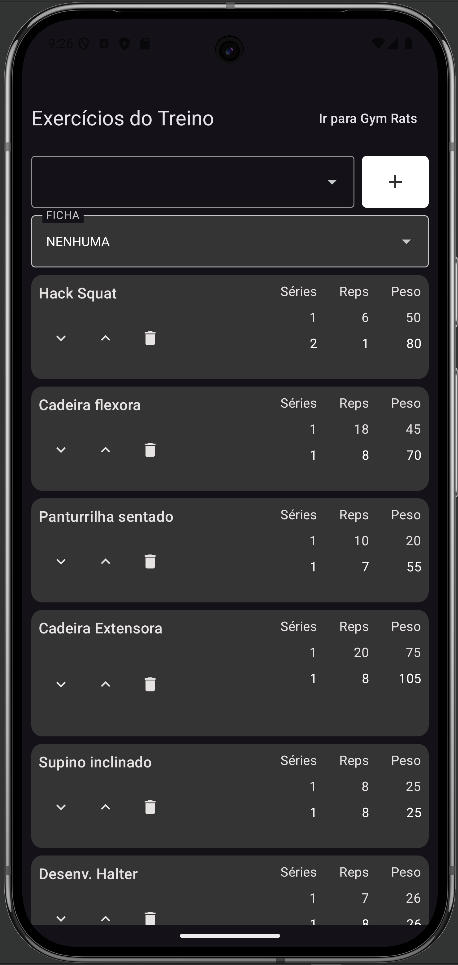 9:26
Exercícios do Treino Ir para Gym Rats
+
FICHA
NENHUMA
Hack Squat Séries Reps Peso
1 6 50
2 1 80
Cadeira flexora Séries Reps Peso
1 18 45
1 8 70
Panturrilha sentado Séries Reps Peso
1 10 20
1 7 55
Cadeira Extensora Séries Reps Peso
1 20 75
1 8 105
Supino inclinado Séries Reps Peso
1 8 25
1 8 25
Desenv. Halter Séries Reps Peso
1 7 26
1 8 26